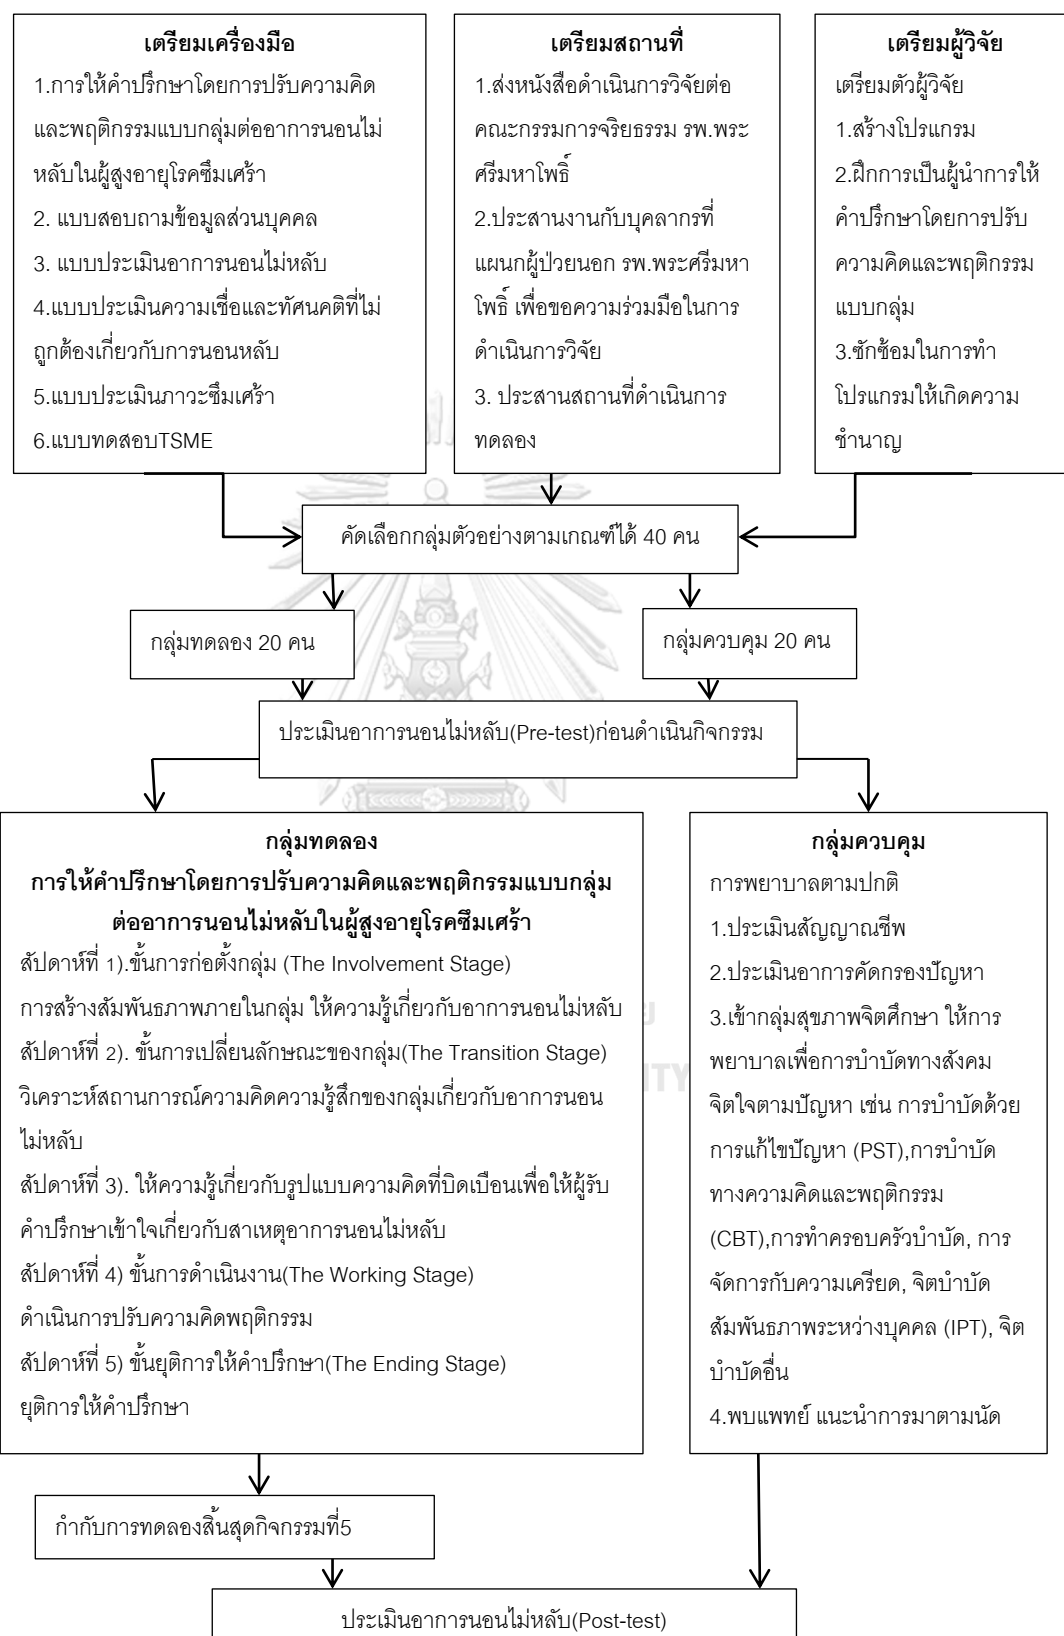 เตรียมเครื่องมือ
1.การให้คำปรึกษาโดยการปรับความคิด
และพฤติกรรมแบบกลุ่มต่ออาการนอนไม่
หลับในผู้สูงอายุโรคซึมเศร้า
2. แบบสอบถามข้อมูลส่วนบุคคล
3. แบบประเมินอาการนอนไม่หลับ
4.แบบประเมินความเชื่อและทัศนคติที่ไม่
ถูกต้องเกี่ยวกับการนอนหลับ
5.แบบประเมินภาวะซึมเศร้า
6.แบบทดสอบTSME
เตรียมสถานที่
1.ส่งหนังสือดำเนินการวิจัยต่อ
คณะกรรมการจริยธรรม รพ.พระ
ศรีมหาโพธิ์
2.ประสานงานกับบุคลากรที่
แผนกผู้ป่วยนอก รพ.พระศรีมหา
โพธิ์ เพื่อขอความร่วมมือในการ
ดำเนินการวิจัย
3. ประสานสถานที่ดำเนินการ
ทดลอง
เตรียมผู้วิจัย
เตรียมตัวผู้วิจัย
1.สร้างโปรแกรม
2.ฝึกการเป็นผู้นำการให้
คำปรึกษาโดยการปรับ
ความคิดและพฤติกรรม
แบบกลุ่ม
3.ซักซ้อมในการทำ
โปรแกรมให้เกิดความ
ชำนาญ
คัดเลือกกลุ่มตัวอย่างตามเกณฑ์ได้ 40 คน
กลุ่มทดลอง 20 คน
กลุ่มควบคุม 20 คน
ประเมินอาการนอนไม่หลับ(Pre-test)ก่อนดำเนินกิจกรรม
กลุ่มทดลอง
การให้คำปรึกษาโดยการปรับความคิดและพฤติกรรมแบบกลุ่ม
ต่ออาการนอนไม่หลับในผู้สูงอายุโรคซึมเศร้า
สัปดาห์ที่ 1).ขั้นการก่อตั้งกลุ่ม (The Involvement Stage)
การสร้างสัมพันธภาพภายในกลุ่ม ให้ความรู้เกี่ยวกับอาการนอนไม่หลับ
สัปดาห์ที่ 2). ขั้นการเปลี่ยนลักษณะของกลุ่ม(The Transition Stage)
วิเคราะห์สถานการณ์ความคิดความรู้สึกของกลุ่มเกี่ยวกับอาการนอน
ไม่หลับ
สัปดาห์ที่ 3). ให้ความรู้เกี่ยวกับรูปแบบความคิดที่บิดเบือนเพื่อให้ผู้รับ
คำปรึกษาเข้าใจเกี่ยวกับสาเหตุอาการนอนไม่หลับ
สัปดาห์ที่ 4) ขั้นการดำเนินงาน(The Working Stage)
ดำเนินการปรับความคิดพฤติกรรม
สัปดาห์ที่ 5) ขั้นยุติการให้คำปรึกษา(The Ending Stage)
ยุติการให้คำปรึกษา
กลุ่มควบคุม
การพยาบาลตามปกติ
1.ประเมินสัญญาณชีพ
2.ประเมินอาการคัดกรองปัญหา
3.เข้ากลุ่มสุขภาพจิตศึกษา ให้การ
พยาบาลเพื่อการบำบัดทางสังคม
จิตใจตามปัญหา เช่น การบำบัดด้วย
การแก้ไขปัญหา (PST),การบำบัด
ทางความคิดและพฤติกรรม
(CBT),การทำครอบครัวบำบัด, การ
จัดการกับความเครียด, จิตบำบัด
สัมพันธภาพระหว่างบุคคล (IPT), จิต
บำบัดอื่น
4.พบแพทย์ แนะนำการมาตามนัด
กำกับการทดลองสิ้นสุดกิจกรรมที่5
ประเมินอาการนอนไม่หลับ(Post-test)